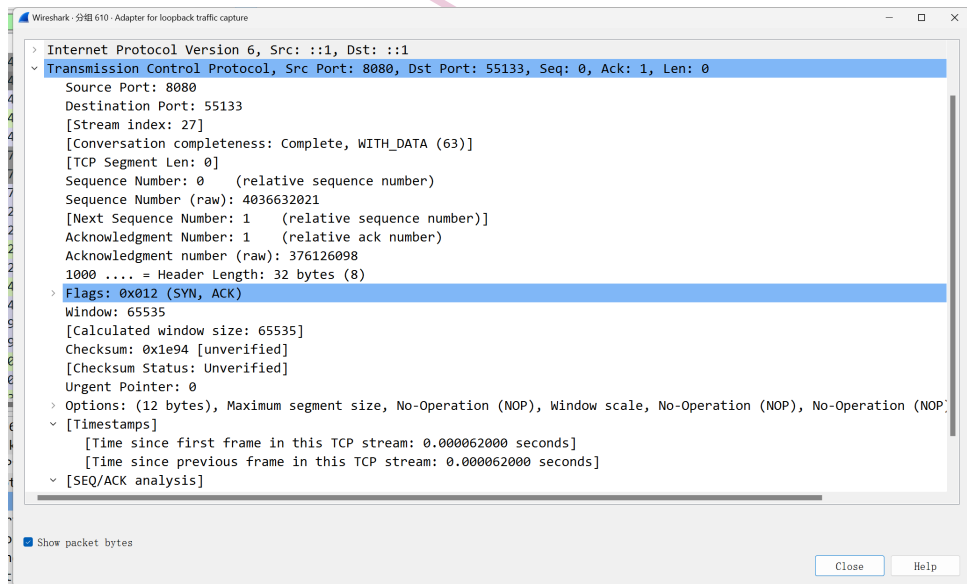 Wireshark · 分组 610 · Adapter for loopback traffic capture
Internet Protocol Version 6, Src: ::1, Dst: ::1
Transmission Control Protocol, Src Port: 8080, Dst Port: 55133, Seq: 0, Ack: 1, Len: 0
Source Port: 8080
Destination Port: 55133
[Stream index: 27]
[Conversation completeness: Complete, WITH_DATA (63)]
[TCP Segment Len: 0]
Sequence Number: 0    (relative sequence number)
Sequence Number (raw): 4036632021
[Next Sequence Number: 1    (relative sequence number)]
Acknowledgment Number: 1    (relative ack number)
Acknowledgment number (raw): 376126098
1000 .... = Header Length: 32 bytes (8)
Flags: 0x012 (SYN, ACK)
Window: 65535
[Calculated window size: 65535]
Checksum: 0x1e94 [unverified]
[Checksum Status: Unverified]
Urgent Pointer: 0
Options: (12 bytes), Maximum segment size, No-Operation (NOP), Window scale, No-Operation (NOP), No-Operation (NOP)
[Timestamps]
[Time since first frame in this TCP stream: 0.000062000 seconds]
[Time since previous frame in this TCP stream: 0.000062000 seconds]
[SEQ/ACK analysis]
Show packet bytes
Close
Help